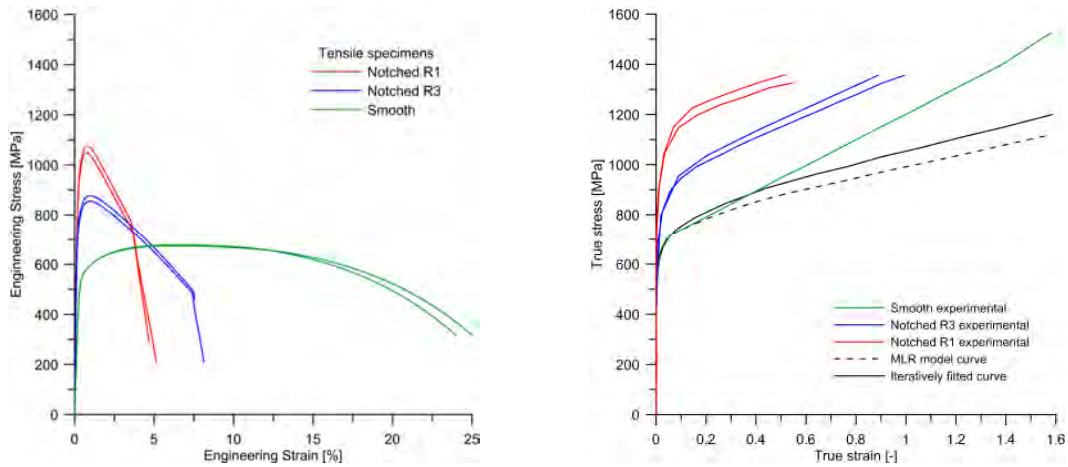 1600
1400
1200
1000
800
600
400
200
0
Enginneering Stress [MPa]
Tensile specimens
Notched R1
Notched R3
Smooth
0
5
10
15
20
25
Engineering Strain [%]
1600
1400
1200
1000
800
600
400
200
0
True stress [MPa]
Smooth experimental
Notched R3 experimental
Notched R1 experimental
MLR model curve
Iteratively fitted curve
0
0.2
0.4
0.6
0.8
1
1.2
1.4
1.6
True strain [-]